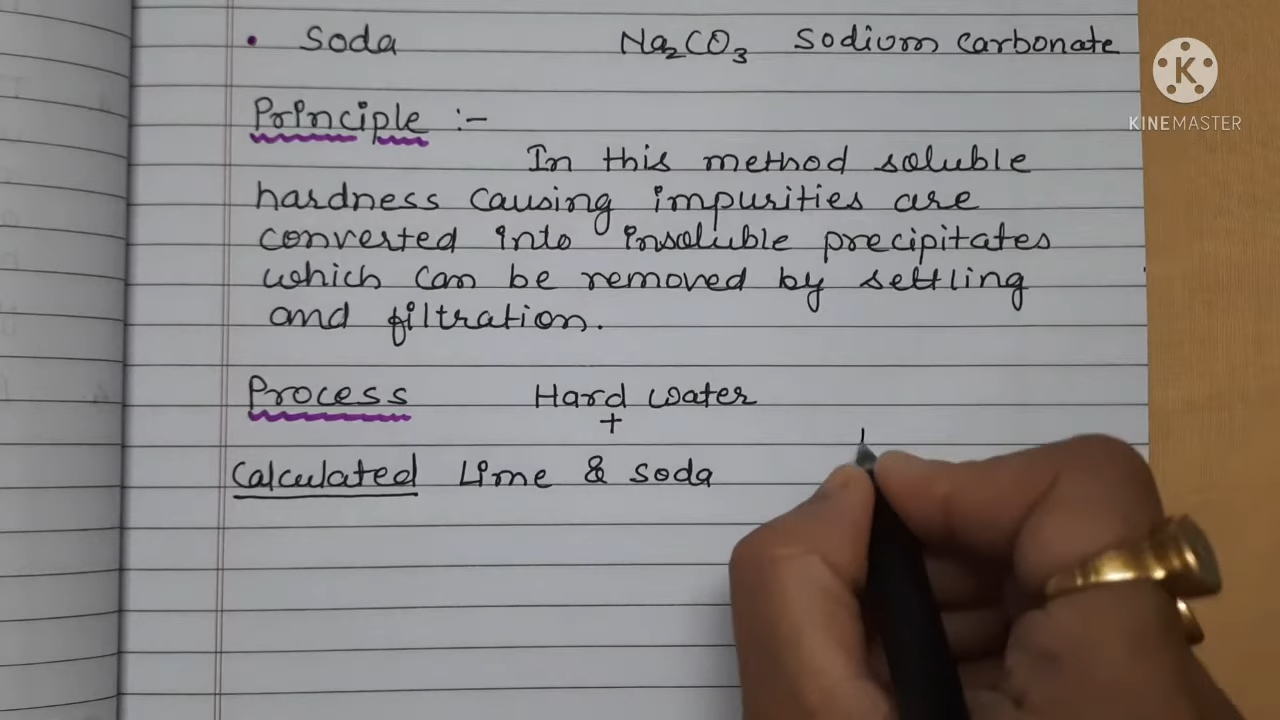 • Soda Na2CO3 Sodium carbonate
K
KINEMASTER
Principle :-
In this method soluble
hardness causing impurities are
converted into insoluble precipitates
which can be removed by settling
and filtration.
Process Hard water
+
Calculated Lime & soda